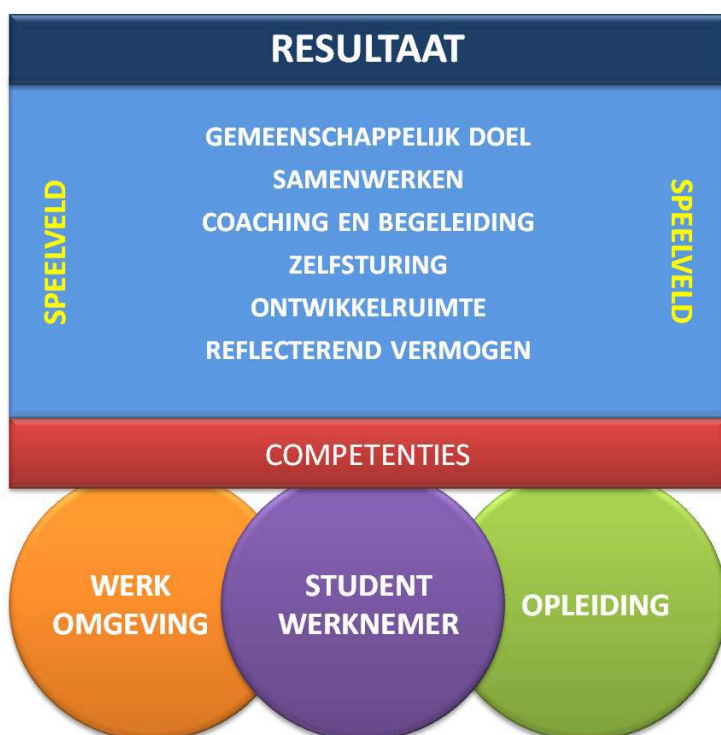 RESULTAAT
GEMEENSCHAPPELIJK DOEL
SAMENWERKEN
COACHING EN BEGELEIDING
ZELFSTURING
ONTWIKKELRUIMTE
REFLECTEREND VERMOGEN
SPEELVELD
SPEELVELD
COMPETENTIES
WERK
OMGEVING
STUDENT
WERKNEMER
OPLEIDING